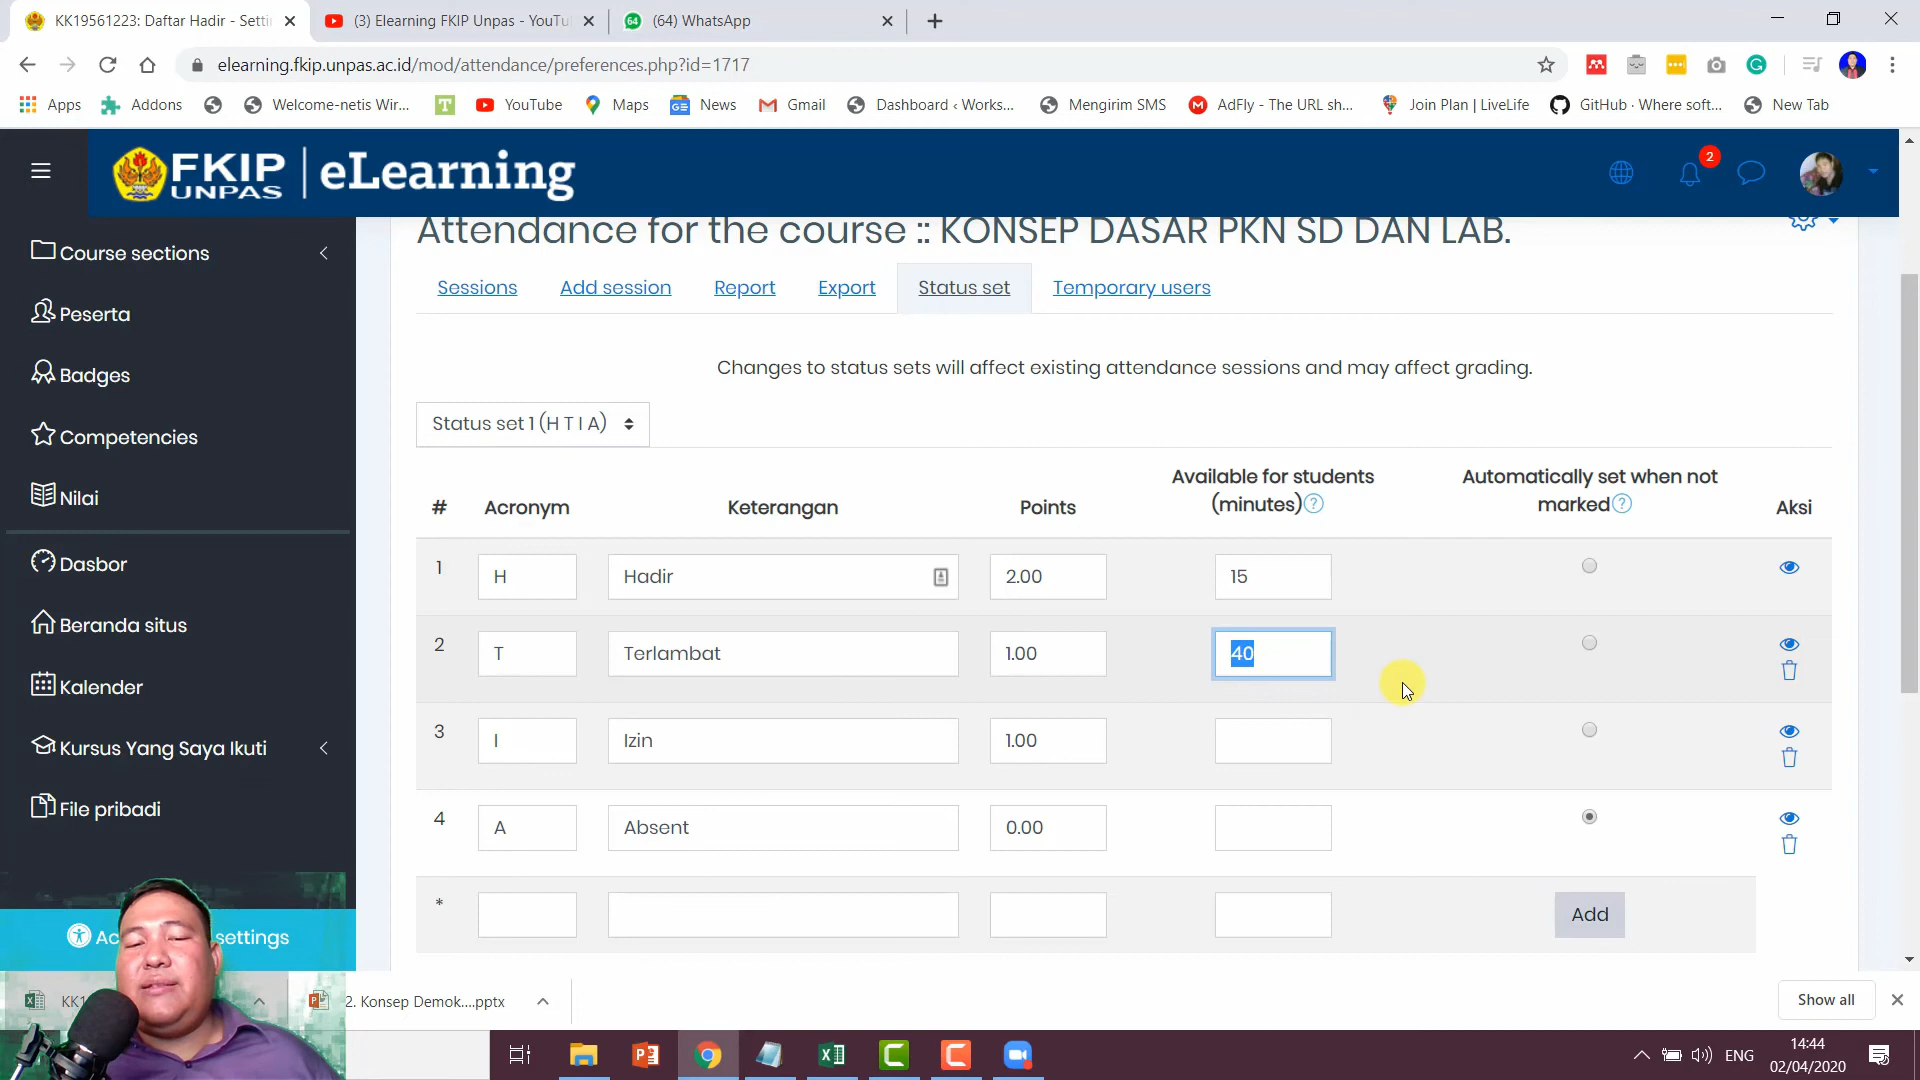 KK19561223: Daftar Hadir - Setti
(3) Elearning FKIP Unpas - YouTu
64
(64) WhatsApp
elearning.fkip.unpas.ac.id/mod/attendance/preferences.php?id=1717
Apps
Addons
Welcome-netis Wir...
YouTube
Maps
News
Gmail
Dashboard ‹ Works...
Mengirim SMS
AdFly - The URL sh...
Join Plan | LiveLife
GitHub · Where soft...
New Tab
FKIP UNPAS | eLearning
2
Attendance for the course :: KONSEP DASAR PKN SD DAN LAB.
Course sections
Peserta
Badges
Competencies
Nilai
Dasbor
Beranda situs
Kalender
Kursus Yang Saya Ikuti
File pribadi
settings
Sessions
Add session
Report
Export
Status set
Temporary users
Changes to status sets will affect existing attendance sessions and may affect grading.
Status set 1 (H T I A)
# Acronym Keterangan Points Available for students (minutes) Automatically set when not marked Aksi
1 H Hadir 2.00 15
2 T Terlambat 1.00 40
3 I Izin 1.00
4 A Absent 0.00
* Add
2. Konsep Demok....pptx
Show all
ENG
14:44
02/04/2020